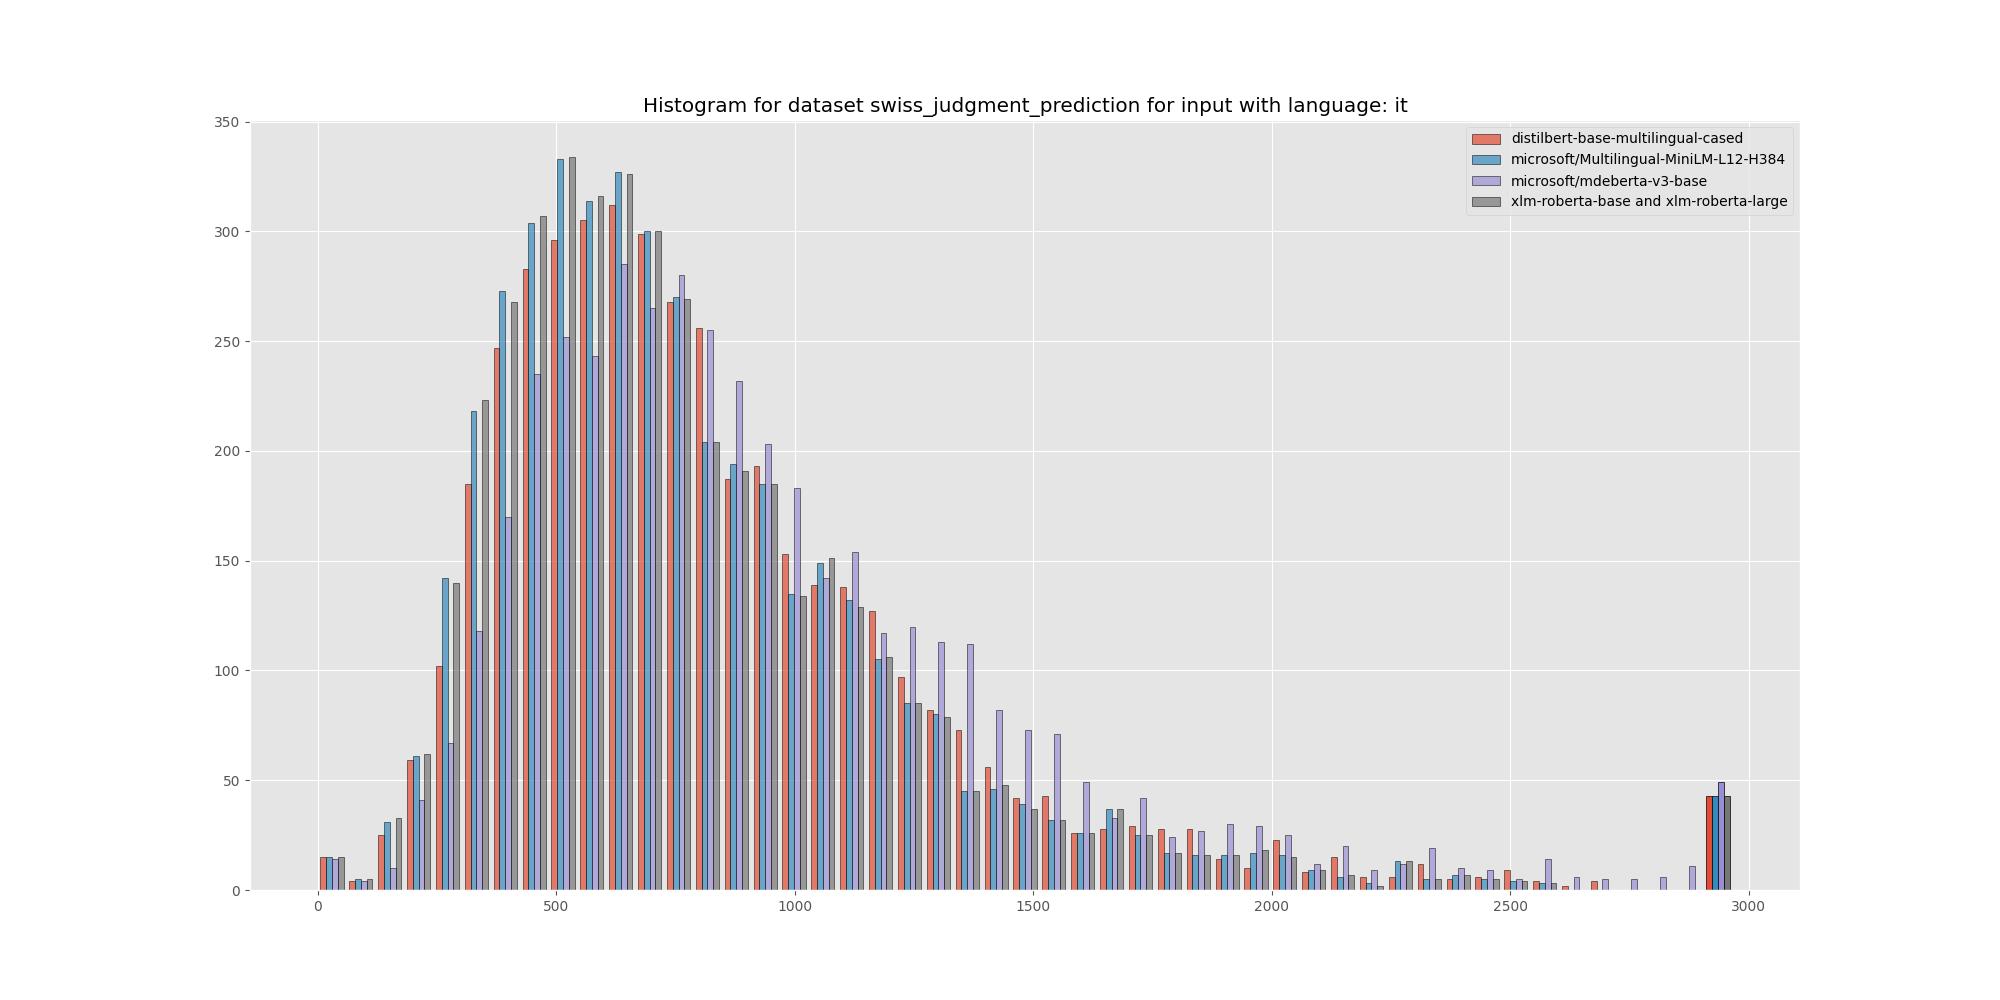 Histogram for dataset swiss_judgment_prediction for input with language: it
distilbert-base-multilingual-cased
microsoft/Multilingual-MiniLM-L12-H384
microsoft/mdeberta-v3-base
xlm-roberta-base and xlm-roberta-large
350
300
250
200
150
100
50
0
0 500 1000 1500 2000 2500 3000